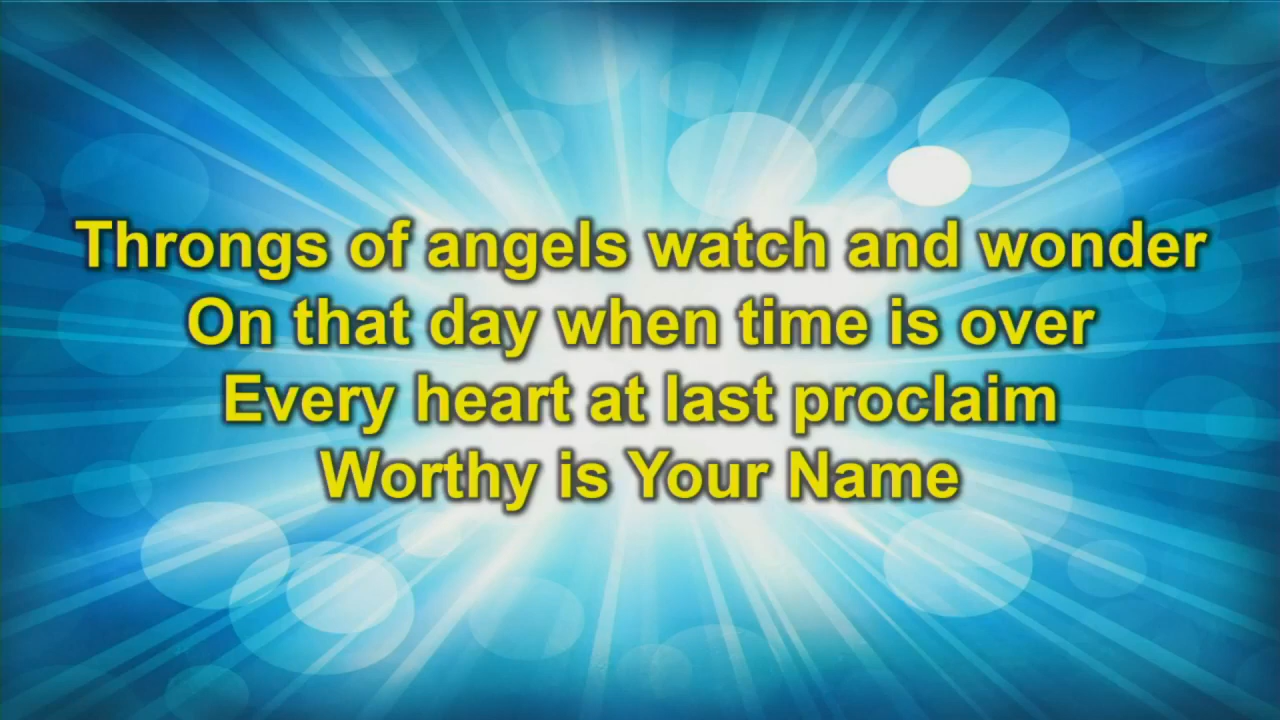 Throngs of angels watch and wonder
On that day when time is over
Every heart at last proclaim
Worthy is Your Name